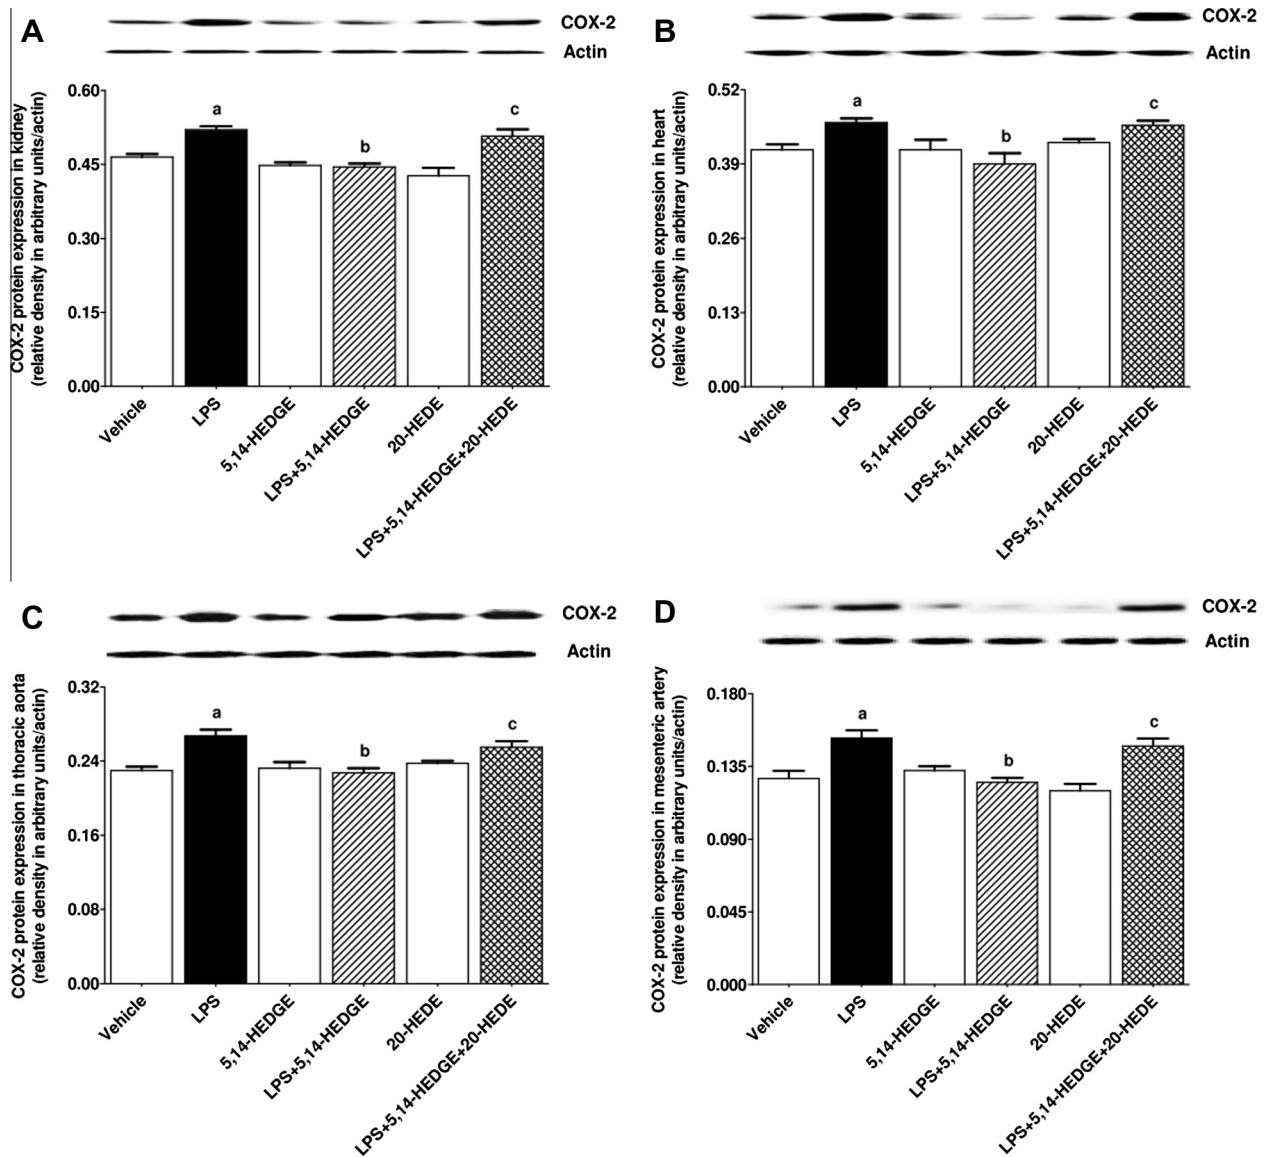 A
COX-2
Actin
COX-2 protein expression in kidney
(relative density in arbitrary units/actin)
0.60
0.45
0.30
0.15
0.00
a
b
c
Vehicle
LPS
5,14-HEDGE
LPS+5,14-HEDGE
20-HEDE
LPS+5,14-HEDGE+20-HEDE
B
COX-2
Actin
COX-2 protein expression in heart
(relative density in arbitrary units/actin)
0.52
0.39
0.26
0.13
0.00
a
b
c
Vehicle
LPS
5,14-HEDGE
LPS+5,14-HEDGE
20-HEDE
LPS+5,14-HEDGE+20-HEDE
C
COX-2
Actin
COX-2 protein expression in thoracic aorta
(relative density in arbitrary units/actin)
0.32
0.24
0.16
0.08
0.00
a
b
c
Vehicle
LPS
5,14-HEDGE
LPS+5,14-HEDGE
20-HEDE
LPS+5,14-HEDGE+20-HEDE
D
COX-2
Actin
COX-2 protein expression in mesenteric artery
(relative density in arbitrary units/actin)
0.180
0.135
0.090
0.045
0.000
a
b
c
Vehicle
LPS
5,14-HEDGE
LPS+5,14-HEDGE
20-HEDE
LPS+5,14-HEDGE+20-HEDE